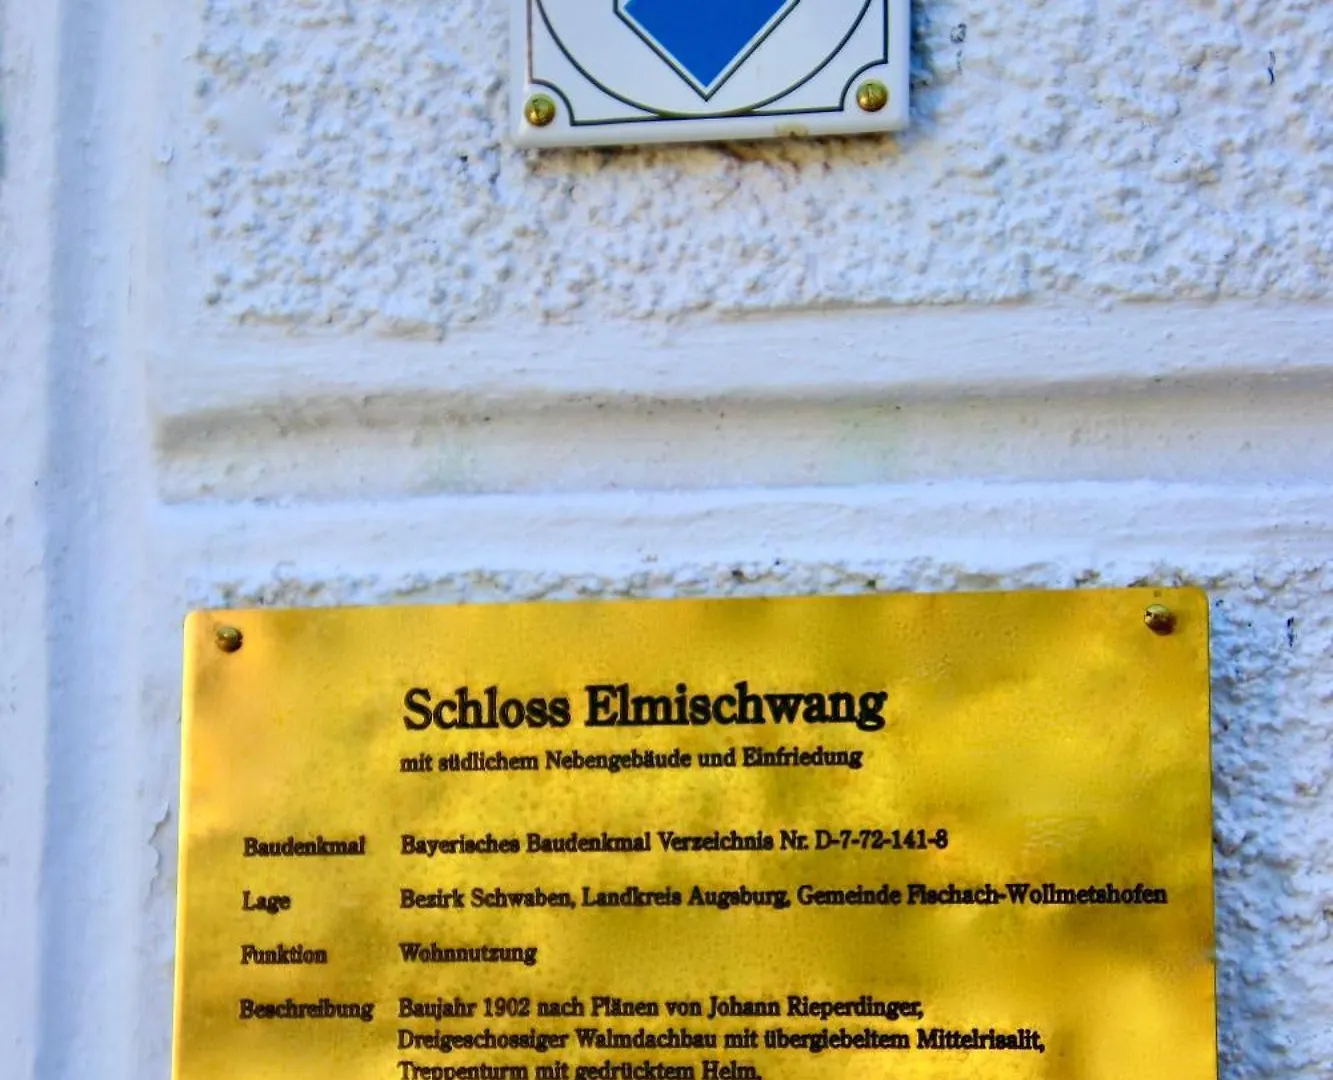 Schloss Elmischwang
mit südlichem Nebengebäude und Einfriedung
Baudenkmal Bayerisches Baudenkmal Verzeichnis Nr. D-7-72-141-8
Lage Bezirk Schwaben, Landkreis Augsburg, Gemeinde Fischach-Wollmetshofen
Funktion Wohnnutzung
Beschreibung Baujahr 1902 nach Plänen von Johann Rieperdinger,
Dreigeschossiger Walmdachbau mit übergiebeltem Mittelrisalit,
Treppenturm mit gedrücktem Helm.